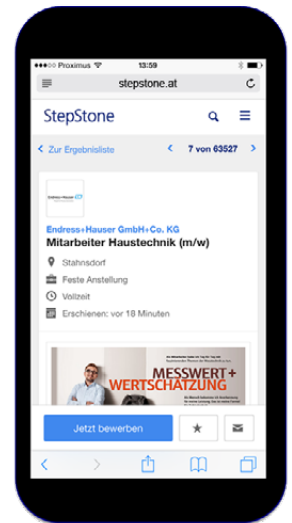 Proximus 13:59
stepstone.at
StepStone
Zur Ergebnisliste 7 von 63527
Endress+Hauser
Endress+Hauser GmbH+Co. KG
Mitarbeiter Haustechnik (m/w)
Stahnsdorf
Feste Anstellung
Vollzeit
Erschienen: vor 18 Minuten
MESSWERT+
WERTSCHÄTZUNG
Jetzt bewerben